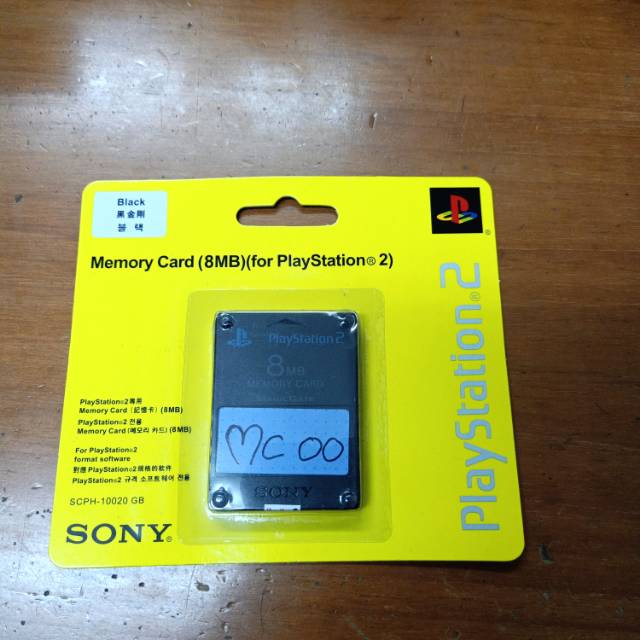 Black
黑金剛
블 랙
Memory Card (8MB)(for PlayStation® 2)
PlayStation®2
PlayStation 2
8MB
MEMORY CARD
MagicGate
MC 00
SONY
PlayStation®2專用
Memory Card (記憶卡) (8MB)
PlayStation®2 전용
Memory Card (메모리 카드) (8MB)
For PlayStation®2
format software
對應 PlayStation®2規格的軟件
PlayStation®2 규격 소프트웨어 전용
SCPH-10020 GB
SONY®